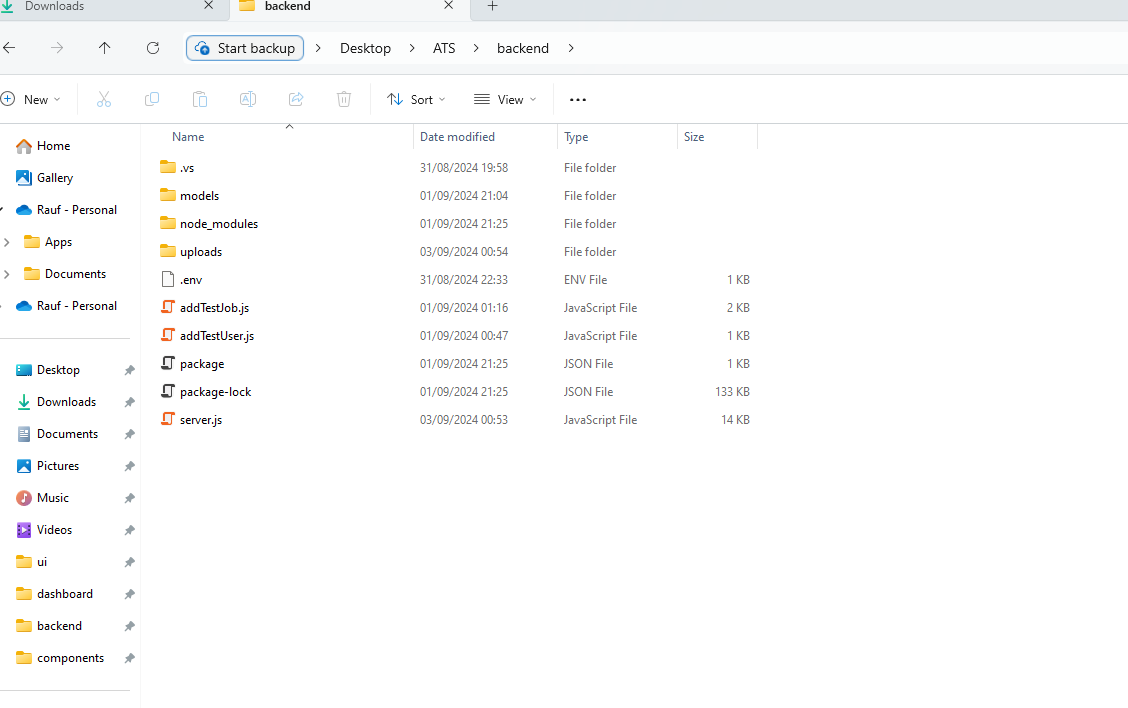 Downloads
backend
Start backup
Desktop
ATS
backend
New
Sort
View
Name Date modified Type Size
Home
Gallery
Rauf - Personal
Apps
Documents
Rauf - Personal
Desktop
Downloads
Documents
Pictures
Music
Videos
ui
dashboard
backend
components
.vs 31/08/2024 19:58 File folder
models 01/09/2024 21:04 File folder
node_modules 01/09/2024 21:25 File folder
uploads 03/09/2024 00:54 File folder
.env 31/08/2024 22:33 ENV File 1 KB
addTestJob.js 01/09/2024 01:16 JavaScript File 2 KB
addTestUser.js 01/09/2024 00:47 JavaScript File 1 KB
package 01/09/2024 21:25 JSON File 1 KB
package-lock 01/09/2024 21:25 JSON File 133 KB
server.js 03/09/2024 00:53 JavaScript File 14 KB